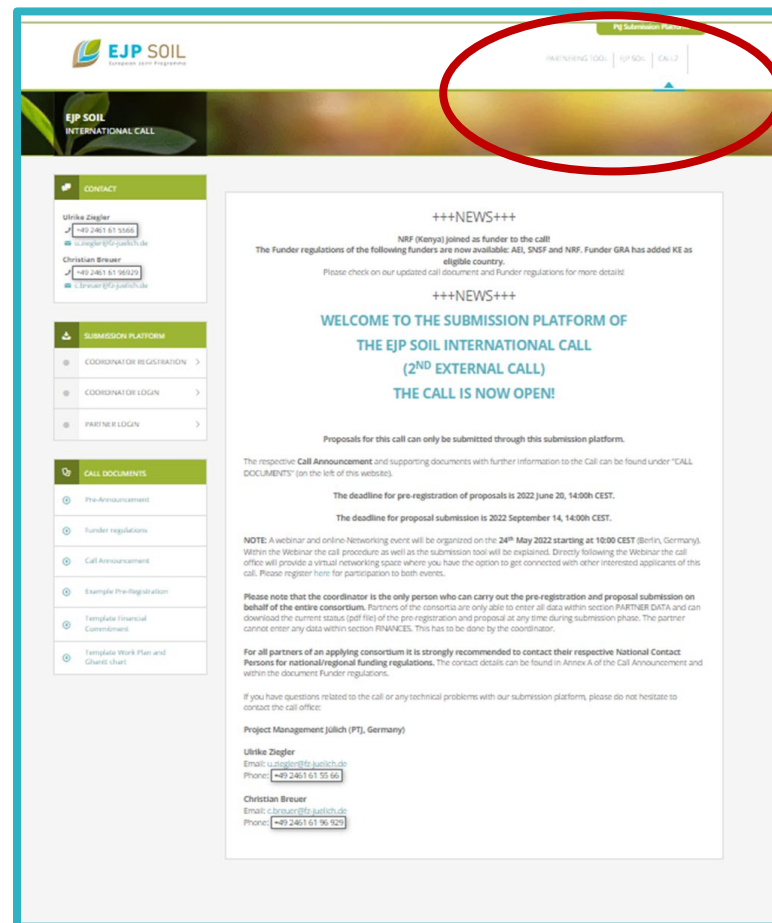 PtJ Submission Platform
EJP SOIL
European Joint Programme
PARTNERING TOOL | EJP SOIL | CALL2
EJP SOIL
INTERNATIONAL CALL
CONTACT
Ulrike Ziegler
+49 2461 61 5566
u.ziegler@fz-juelich.de
Christian Breuer
+49 2461 61 96929
c.breuer@fz-juelich.de
SUBMISSION PLATFORM
COORDINATOR REGISTRATION
COORDINATOR LOGIN
PARTNER LOGIN
CALL DOCUMENTS
Pre-Announcement
Funder regulations
Call Announcement
Example Pre-Registration
Template Financial
Commitment
Template Work Plan and
Ghantt chart
+++NEWS+++
NRF (Kenya) joined as funder to the call!
The Funder regulations of the following funders are now available: AEI, SNSF and NRF. Funder GRA has added KE as
eligible country.
Please check on our updated call document and Funder regulations for more details!
+++NEWS+++
WELCOME TO THE SUBMISSION PLATFORM OF
THE EJP SOIL INTERNATIONAL CALL
(2ND EXTERNAL CALL)
THE CALL IS NOW OPEN!
Proposals for this call can only be submitted through this submission platform.
The respective Call Announcement and supporting documents with further information to the Call can be found under "CALL
DOCUMENTS" (on the left of this website).
The deadline for pre-registration of proposals is 2022 June 20, 14:00h CEST.
The deadline for proposal submission is 2022 September 14, 14:00h CEST.
NOTE: A webinar and online-Networking event will be organized on the 24th May 2022 starting at 10:00 CEST (Berlin, Germany).
Within the Webinar the call procedure as well as the submission tool will be explained. Directly following the Webinar the call
office will provide a virtual networking space where you have the option to get connected with other interested applicants of this
call. Please register here for participation to both events.
Please note that the coordinator is the only person who can carry out the pre-registration and proposal submission on
behalf of the entire consortium. Partners of the consortia are only able to enter all data within section PARTNER DATA and can
download the current status (pdf file) of the pre-registration and proposal at any time during submission phase. The partner
cannot enter any data within section FINANCES. This has to be done by the coordinator.
For all partners of an applying consortium it is strongly recommended to contact their respective National Contact
Persons for national/regional funding regulations. The contact details can be found in Annex A of the Call Announcement and
within the document Funder regulations.
If you have questions related to the call or any technical problems with our submission platform, please do not hesitate to
contact the call office:
Project Management Jülich (PTJ, Germany)
Ulrike Ziegler
Email: u.ziegler@fz-juelich.de
Phone: +49 2461 61 55 66
Christian Breuer
Email: c.breuer@fz-juelich.de
Phone: +49 2461 61 96 929